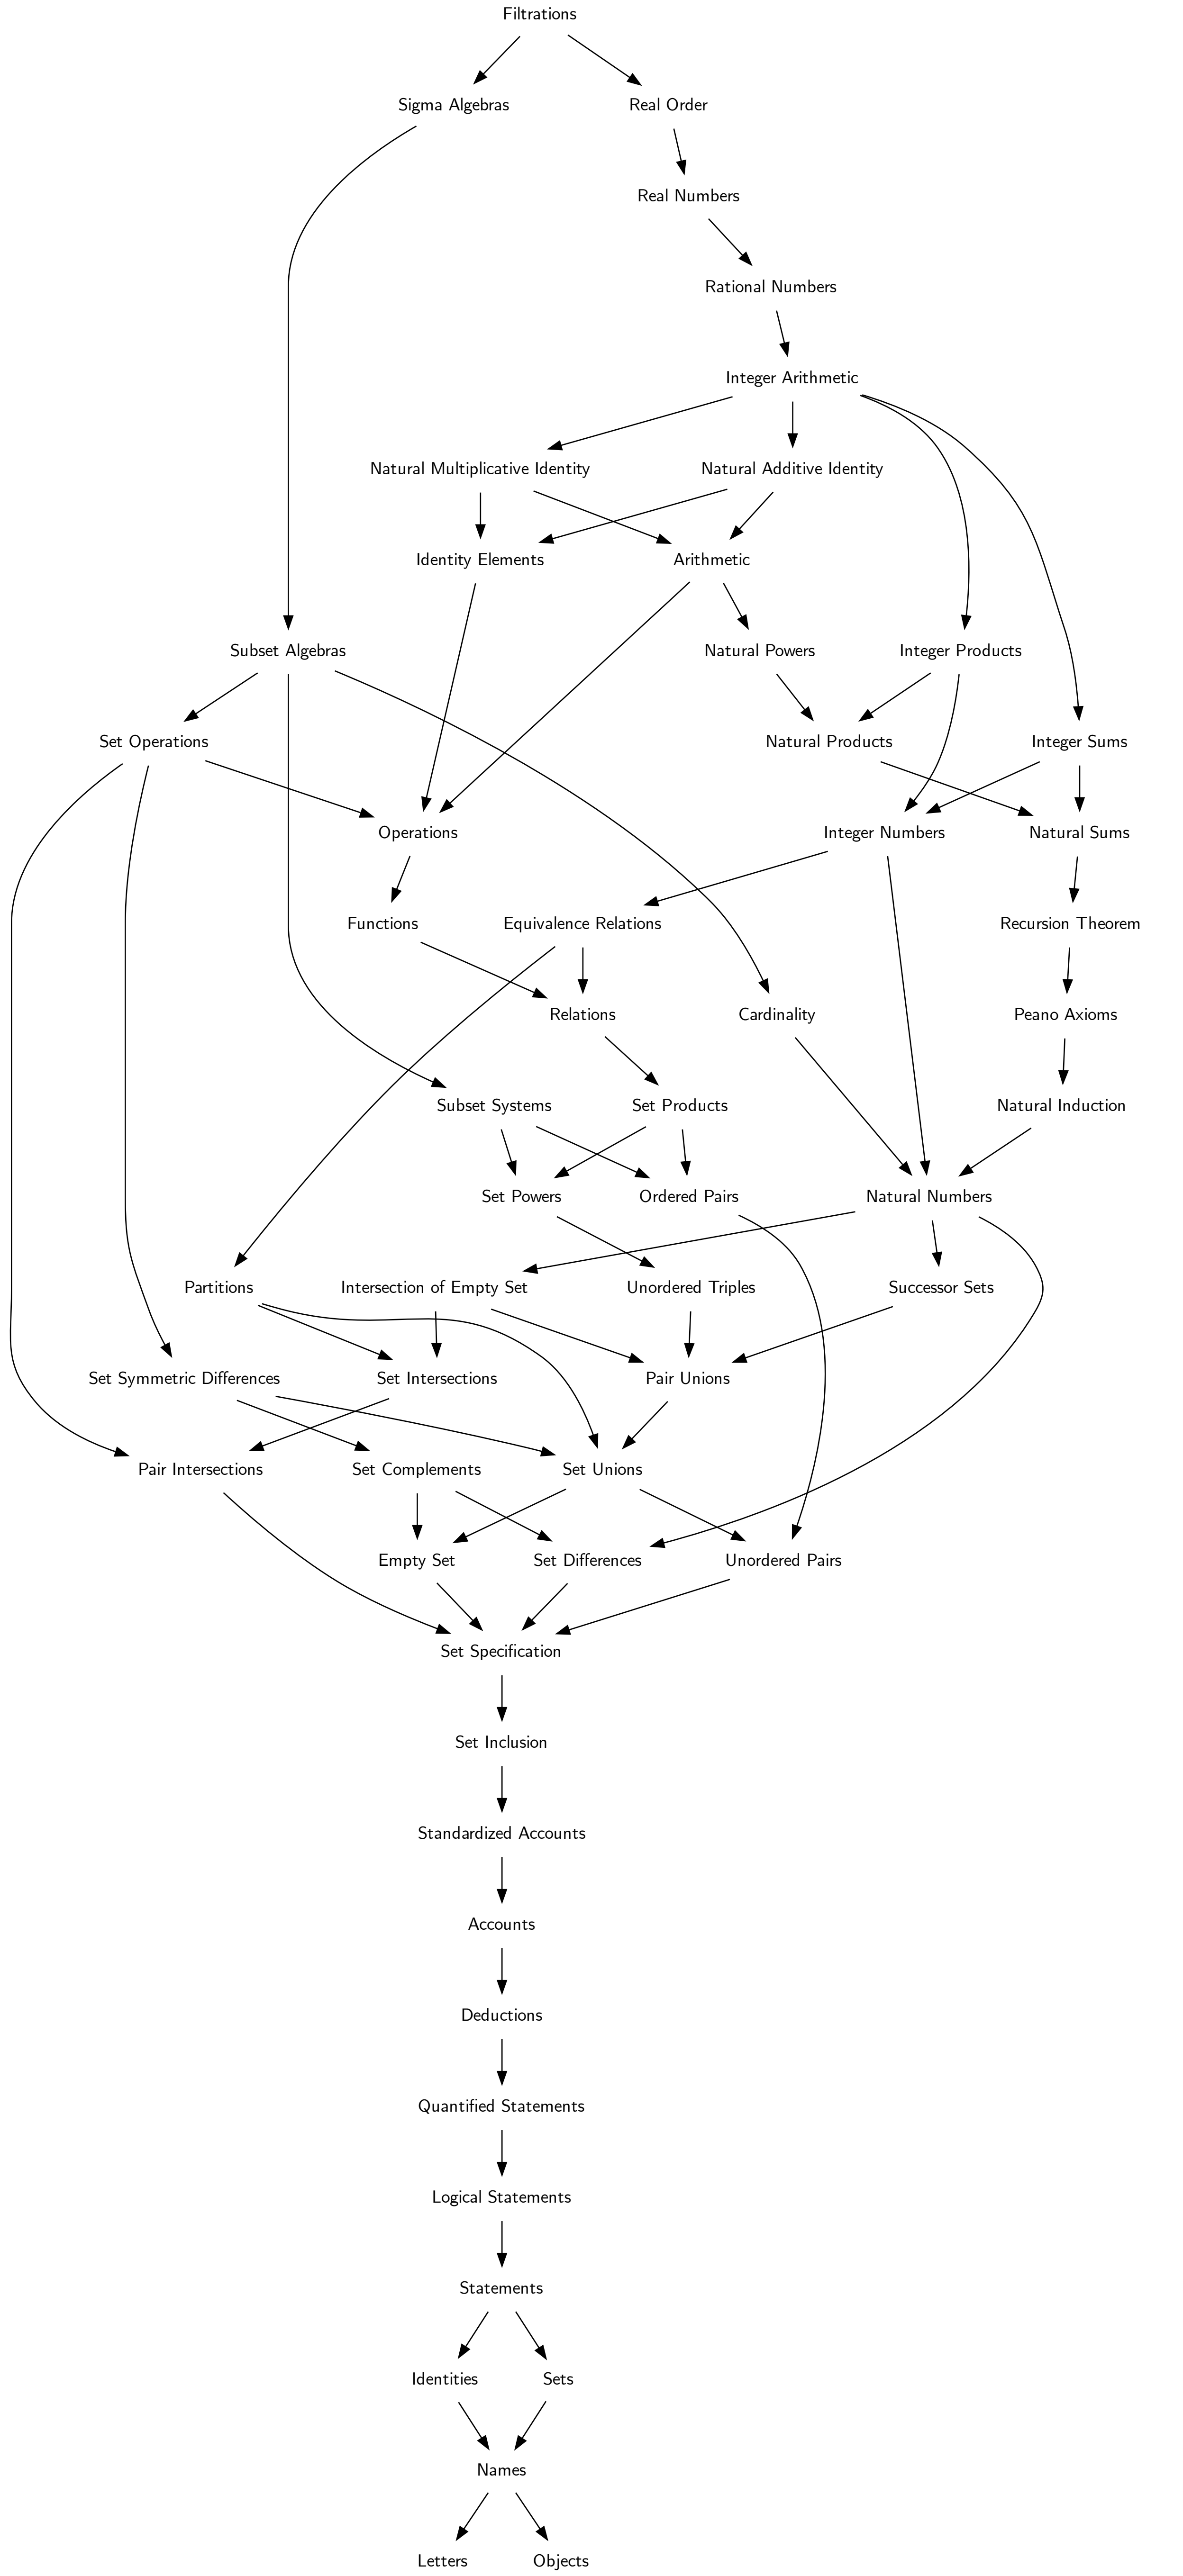 Filtrations
Sigma Algebras
Real Order
Real Numbers
Rational Numbers
Integer Arithmetic
Natural Multiplicative Identity
Natural Additive Identity
Identity Elements
Arithmetic
Subset Algebras
Natural Powers
Integer Products
Set Operations
Natural Products
Integer Sums
Operations
Integer Numbers
Natural Sums
Functions
Equivalence Relations
Recursion Theorem
Relations
Cardinality
Peano Axioms
Subset Systems
Set Products
Natural Induction
Set Powers
Ordered Pairs
Natural Numbers
Partitions
Intersection of Empty Set
Unordered Triples
Successor Sets
Set Symmetric Differences
Set Intersections
Pair Unions
Pair Intersections
Set Complements
Set Unions
Empty Set
Set Differences
Unordered Pairs
Set Specification
Set Inclusion
Standardized Accounts
Accounts
Deductions
Quantified Statements
Logical Statements
Statements
Identities
Sets
Names
Letters
Objects